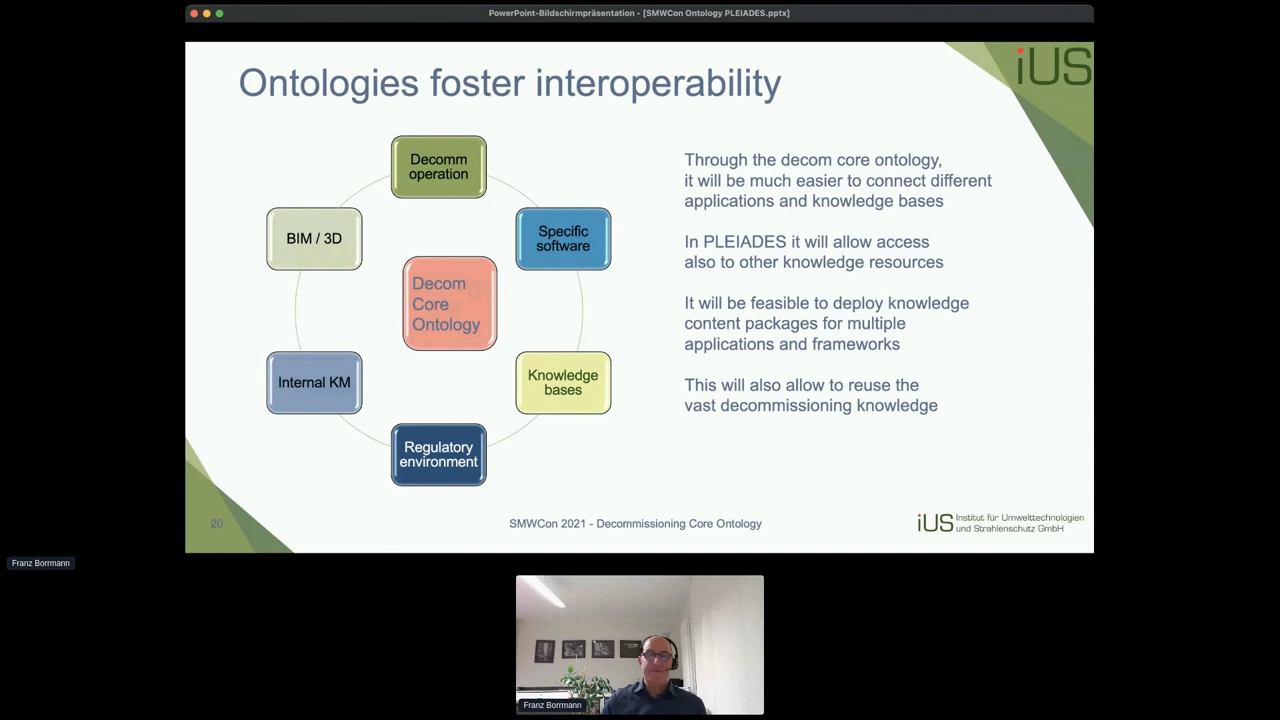 PowerPoint-Bildschirmpräsentation - [SMWCon Ontology PLEIADES.pptx]
iUS
Ontologies foster interoperability
Decomm
operation
BIM / 3D
Specific
software
Decom
Core
Ontology
Internal KM
Knowledge
bases
Regulatory
environment
Through the decom core ontology,
it will be much easier to connect different
applications and knowledge bases
In PLEIADES it will allow access
also to other knowledge resources
It will be feasible to deploy knowledge
content packages for multiple
applications and frameworks
This will also allow to reuse the
vast decommissioning knowledge
20
SMWCon 2021 - Decommissioning Core Ontology
iUS Institut für Umwelttechnologien
und Strahlenschutz GmbH
Franz Borrmann
Franz Borrmann